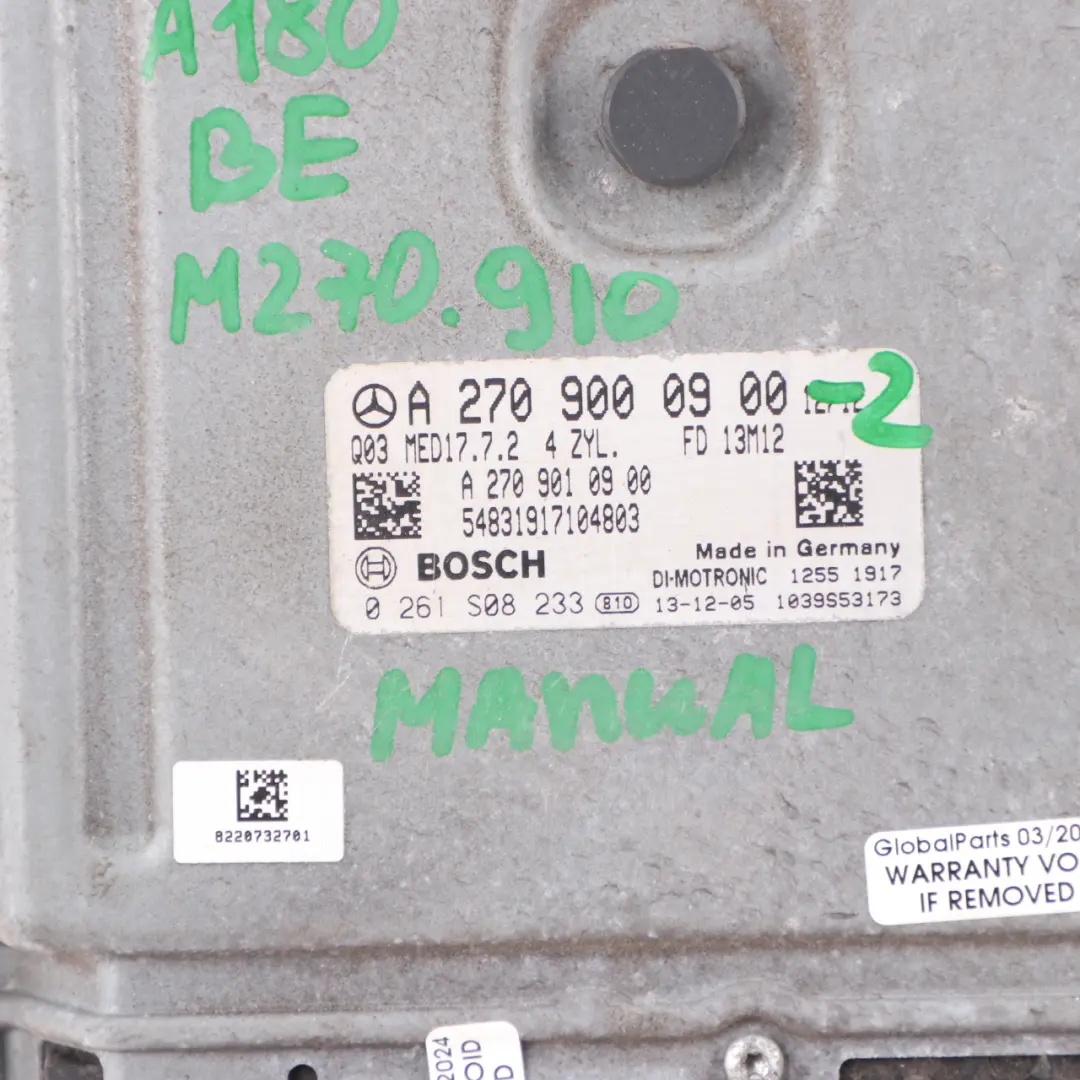 A180
BE
M270.910
A 270 900 09 00 -2
Q03 MED17.7.2 4 ZYL. FD 13M12
A 270 901 09 00
54831917104803
BOSCH Made in Germany
DI-MOTRONIC 1255 1917
0 261 S08 233 810 13-12-05 1039S53173
MANUAL
8220732701
GlobalParts 03/20
WARRANTY VO
IF REMOVED
2024
OID
D